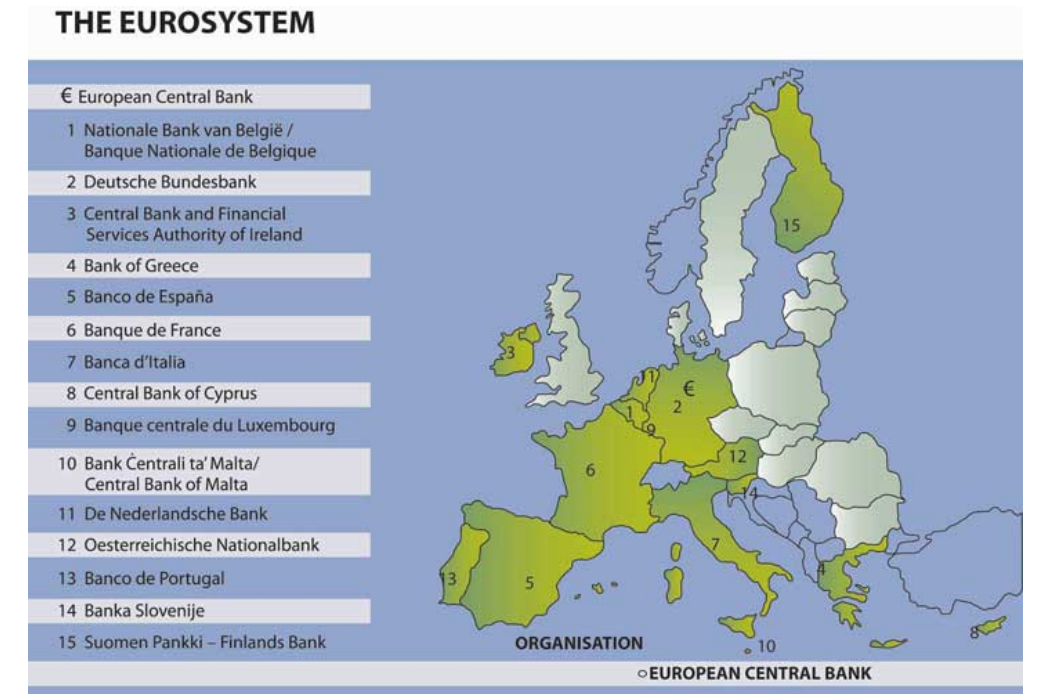 THE EUROSYSTEM
€ European Central Bank
1 Nationale Bank van België /
Banque Nationale de Belgique
2 Deutsche Bundesbank
3 Central Bank and Financial
Services Authority of Ireland
4 Bank of Greece
5 Banco de España
6 Banque de France
7 Banca d'Italia
8 Central Bank of Cyprus
9 Banque centrale du Luxembourg
10 Bank Ċentrali ta' Malta/
Central Bank of Malta
11 De Nederlandsche Bank
12 Oesterreichische Nationalbank
13 Banco de Portugal
14 Banka Slovenije
15 Suomen Pankki – Finlands Bank
15
3
11
€
1
2
9
12
6
14
7
13
5
4
8
10
ORGANISATION
EUROPEAN CENTRAL BANK